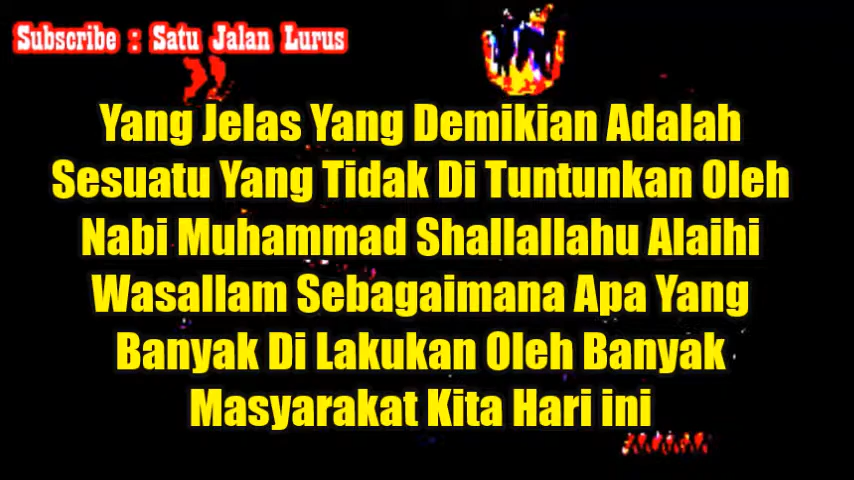 Subscribe : Satu Jalan Lurus
Yang Jelas Yang Demikian Adalah
Sesuatu Yang Tidak Di Tuntunkan Oleh
Nabi Muhammad Shallallahu Alaihi
Wasallam Sebagaimana Apa Yang
Banyak Di Lakukan Oleh Banyak
Masyarakat Kita Hari ini